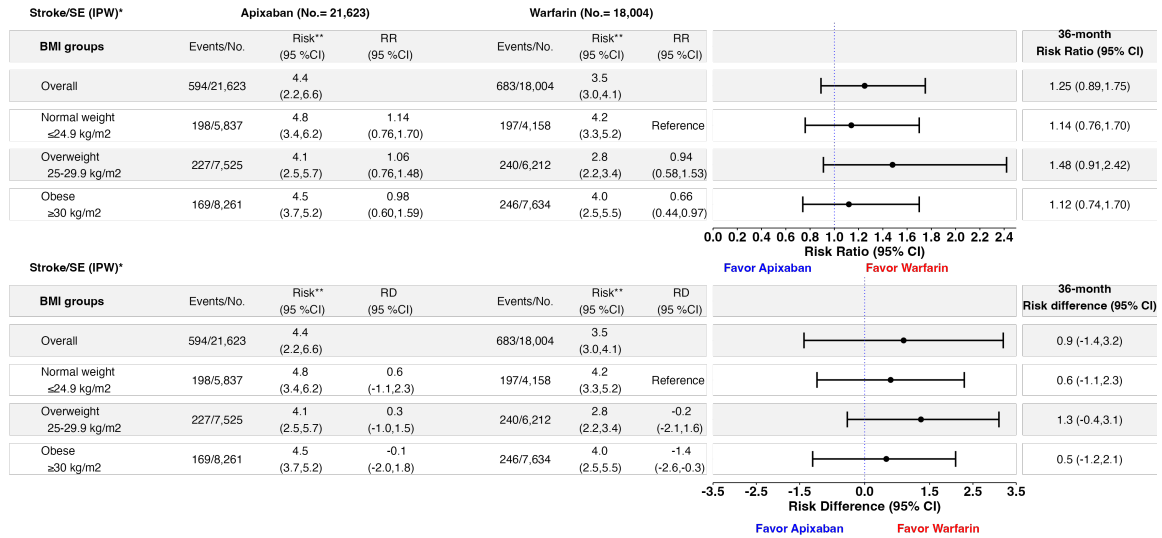 Stroke/SE (IPW)* Apixaban (No.= 21,623) Warfarin (No.= 18,004)
BMI groups Events/No. Risk** (95 %CI) RR (95 %CI) Events/No. Risk** (95 %CI) RR (95 %CI) 36-month Risk Ratio (95% CI)
Overall 594/21,623 4.4 (2.2,6.6) 683/18,004 3.5 (3.0,4.1) 1.25 (0.89,1.75)
Normal weight ≤24.9 kg/m2 198/5,837 4.8 (3.4,6.2) 1.14 (0.76,1.70) 197/4,158 4.2 (3.3,5.2) Reference 1.14 (0.76,1.70)
Overweight 25-29.9 kg/m2 227/7,525 4.1 (2.5,5.7) 1.06 (0.76,1.48) 240/6,212 2.8 (2.2,3.4) 0.94 (0.58,1.53) 1.48 (0.91,2.42)
Obese ≥30 kg/m2 169/8,261 4.5 (3.7,5.2) 0.98 (0.60,1.59) 246/7,634 4.0 (2.5,5.5) 0.66 (0.44,0.97) 1.12 (0.74,1.70)
0.0 0.2 0.4 0.6 0.8 1.0 1.2 1.4 1.6 1.8 2.0 2.2 2.4
Risk Ratio (95% CI)
Favor Apixaban Favor Warfarin
Stroke/SE (IPW)*
BMI groups Events/No. Risk** (95 %CI) RD (95 %CI) Events/No. Risk** (95 %CI) RD (95 %CI) 36-month Risk difference (95% CI)
Overall 594/21,623 4.4 (2.2,6.6) 683/18,004 3.5 (3.0,4.1) 0.9 (-1.4,3.2)
Normal weight ≤24.9 kg/m2 198/5,837 4.8 (3.4,6.2) 0.6 (-1.1,2.3) 197/4,158 4.2 (3.3,5.2) Reference 0.6 (-1.1,2.3)
Overweight 25-29.9 kg/m2 227/7,525 4.1 (2.5,5.7) 0.3 (-1.0,1.5) 240/6,212 2.8 (2.2,3.4) -0.2 (-2.1,1.6) 1.3 (-0.4,3.1)
Obese ≥30 kg/m2 169/8,261 4.5 (3.7,5.2) -0.1 (-2.0,1.8) 246/7,634 4.0 (2.5,5.5) -1.4 (-2.6,-0.3) 0.5 (-1.2,2.1)
-3.5 -2.5 -1.5 0.0 1.5 2.5 3.5
Risk Difference (95% CI)
Favor Apixaban Favor Warfarin